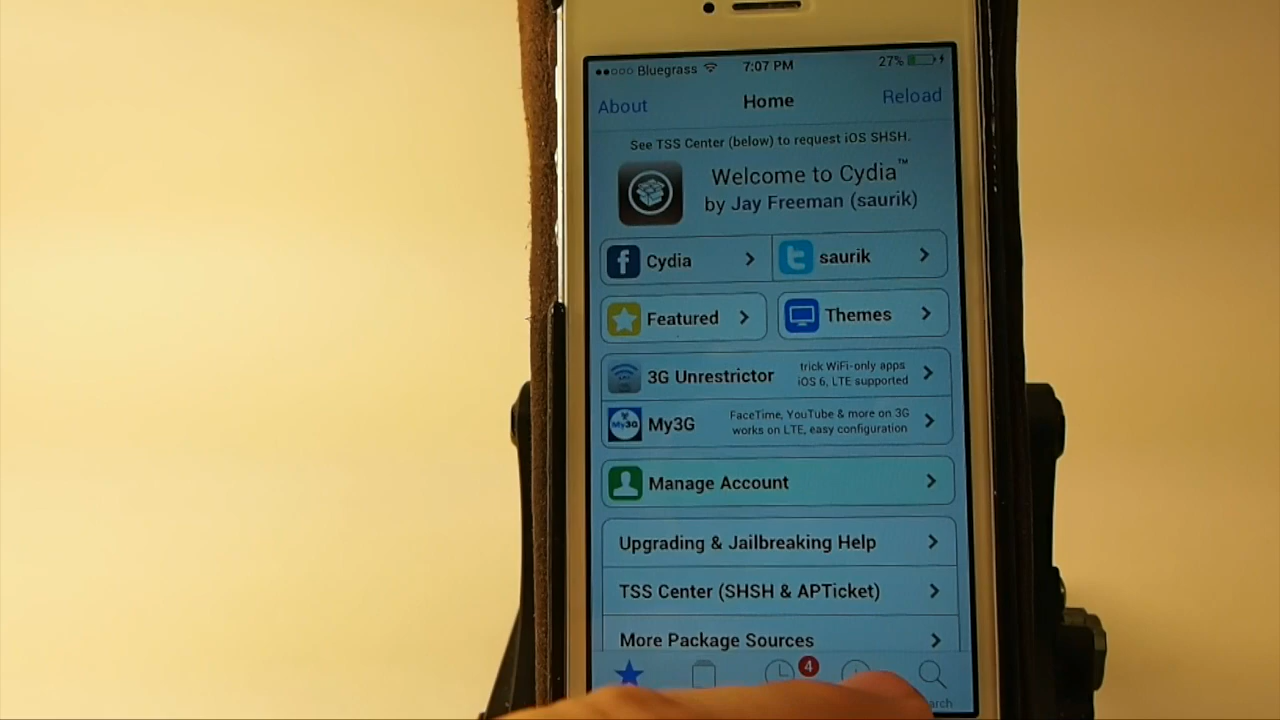 Bluegrass 7:07 PM 27%
About Home Reload
See TSS Center (below) to request iOS SHSH.
Welcome to Cydia™
by Jay Freeman (saurik)
Cydia saurik
Featured Themes
3G Unrestrictor
trick WiFi-only apps
iOS 6, LTE supported
My3G
My3G
FaceTime, YouTube & more on 3G
works on LTE, easy configuration
Manage Account
Upgrading & Jailbreaking Help
TSS Center (SHSH & APTicket)
More Package Sources
4
arch